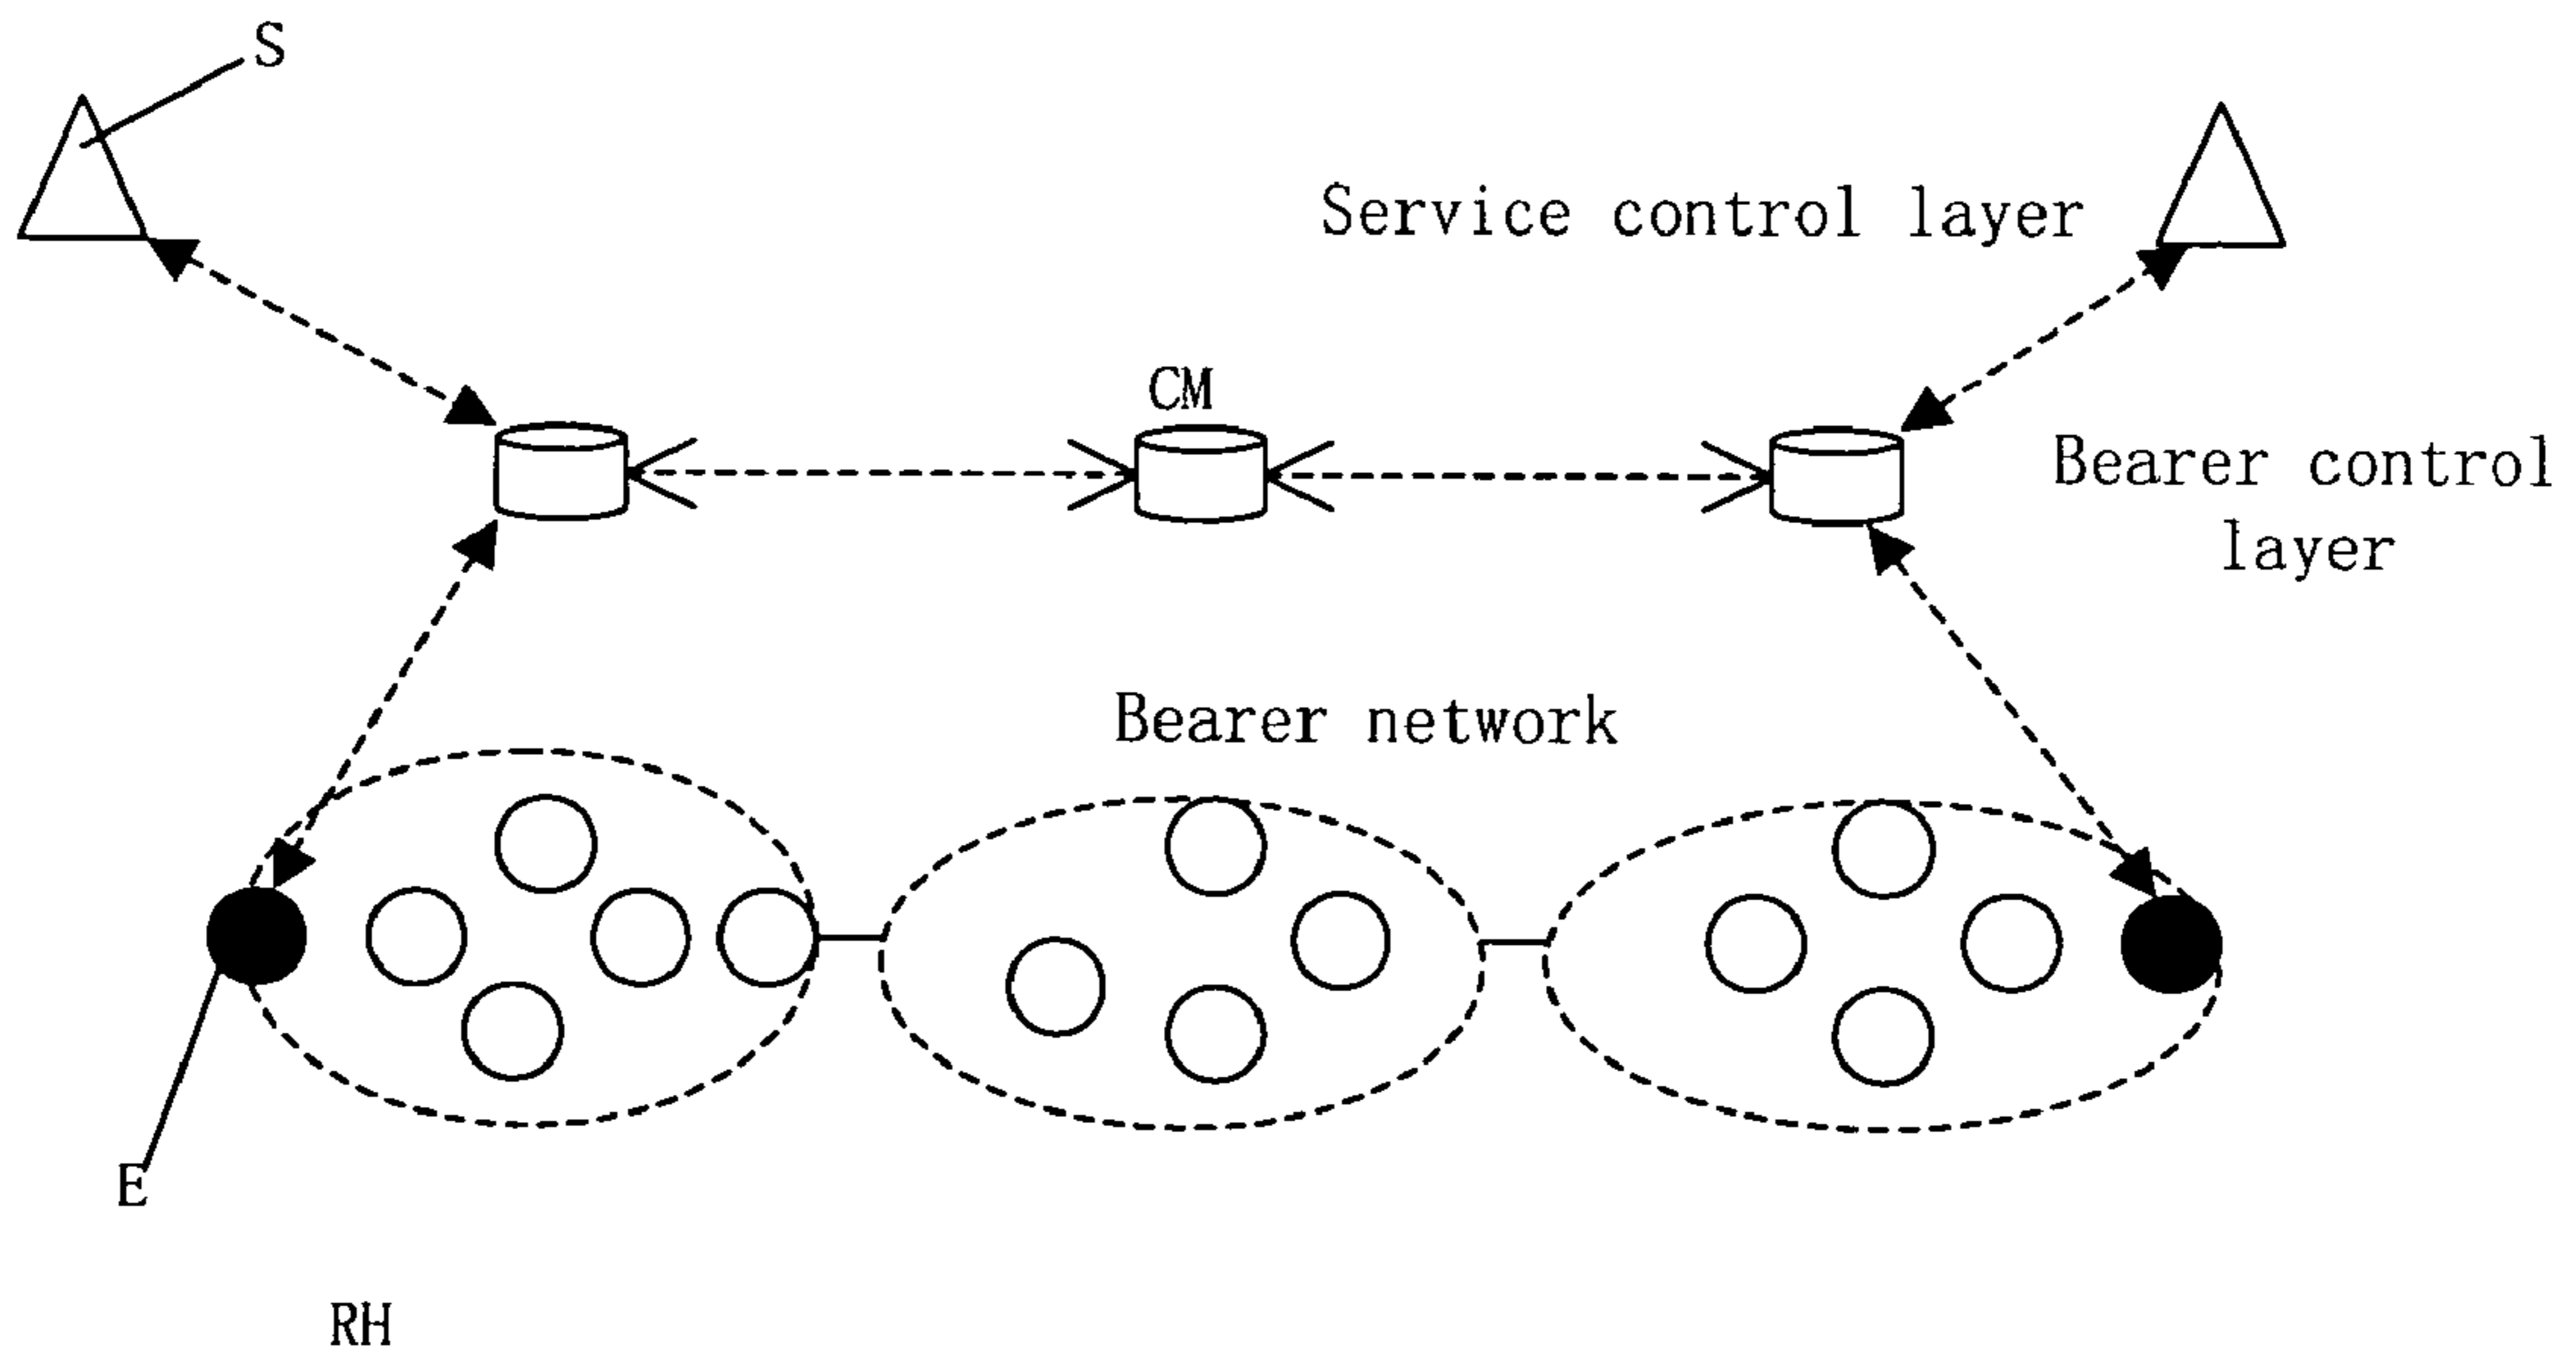 S
Service control layer
CM
Bearer control
layer
Bearer network
E
RH